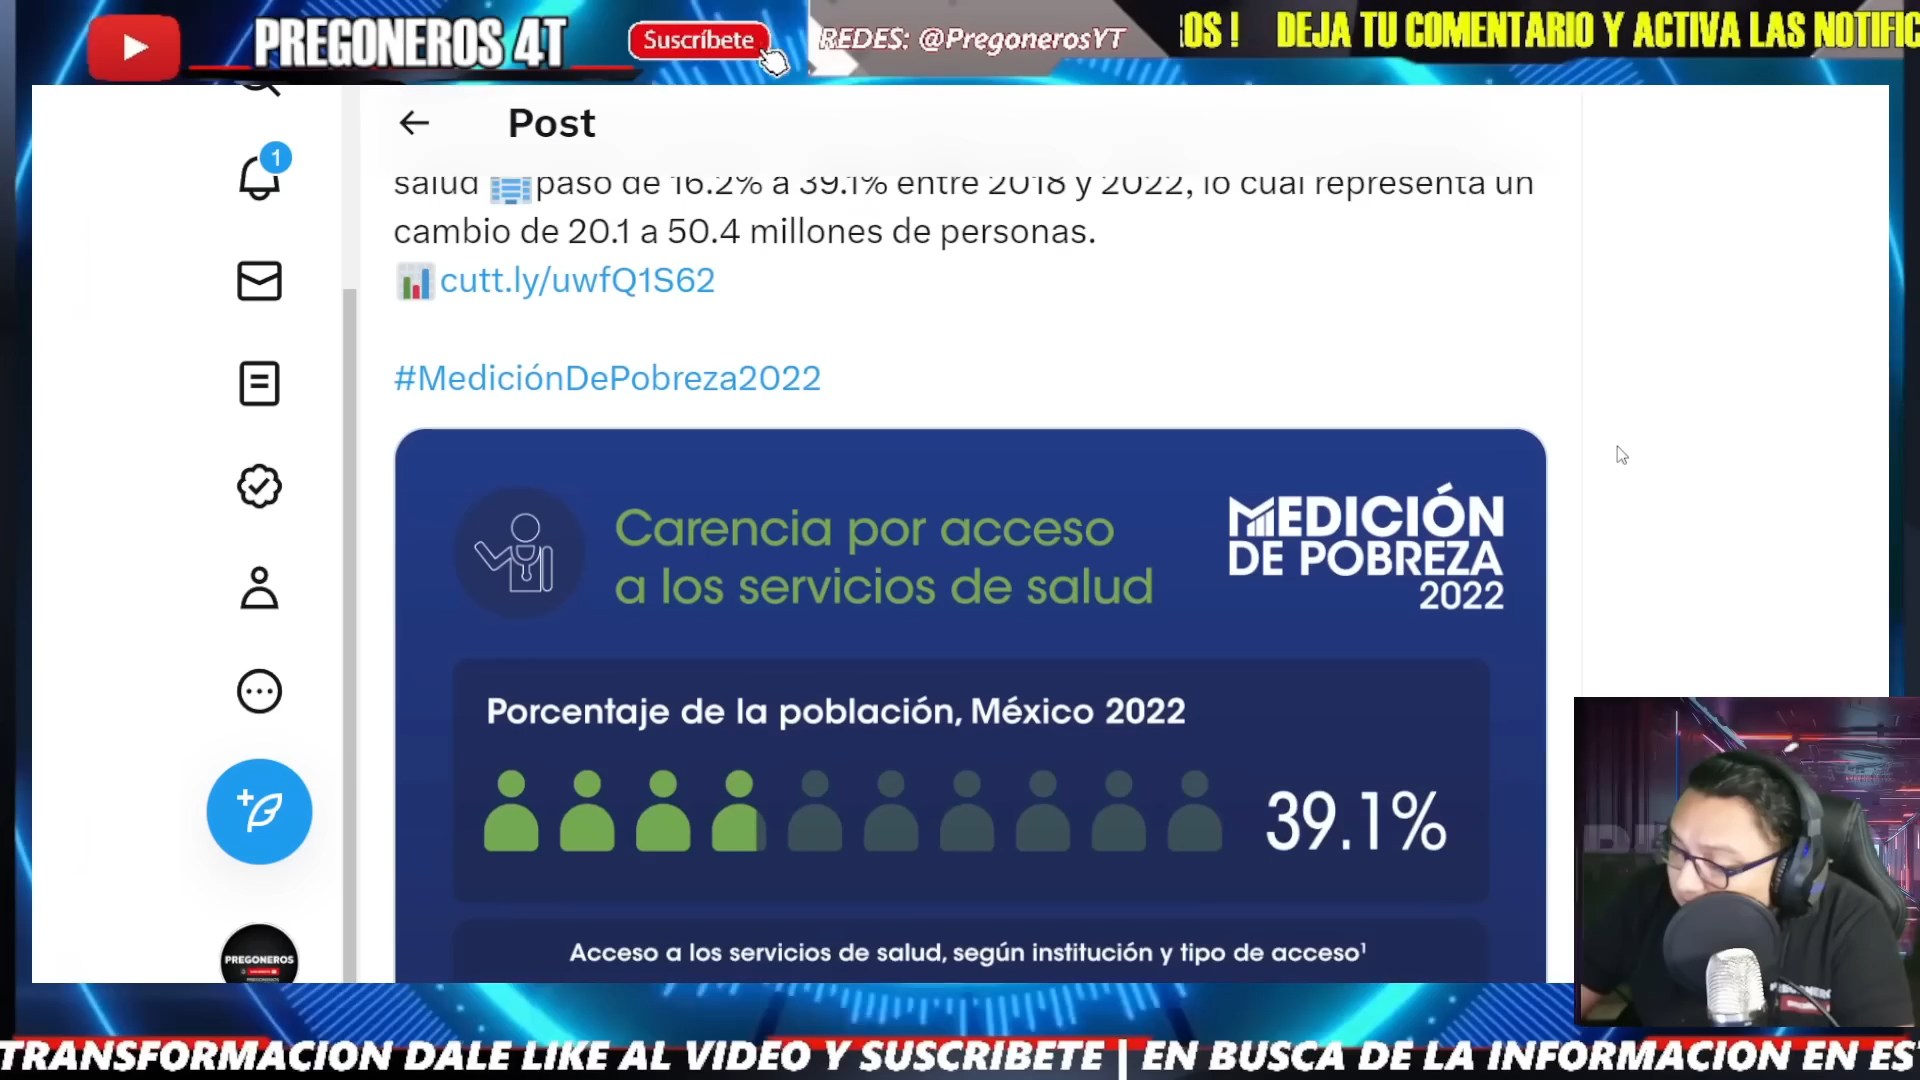 PREGONEROS 4T
Suscríbete
REDES: @PregonerosYT
OS ! DEJA TU COMENTARIO Y ACTIVA LAS NOTIFIC
1
Post
salud paso de 16.2% a 39.1% entre 2018 y 2022, lo cual representa un
cambio de 20.1 a 50.4 millones de personas.
cutt.ly/uwfQ1S62
#MediciónDePobreza2022
Carencia por acceso
a los servicios de salud
MEDICIÓN
DE POBREZA
2022
Porcentaje de la población, México 2022
39.1%
Acceso a los servicios de salud, según institución y tipo de acceso¹
PREGONEROS
TRANSFORMACION DALE LIKE AL VIDEO Y SUSCRIBETE | EN BUSCA DE LA INFORMACION EN ES